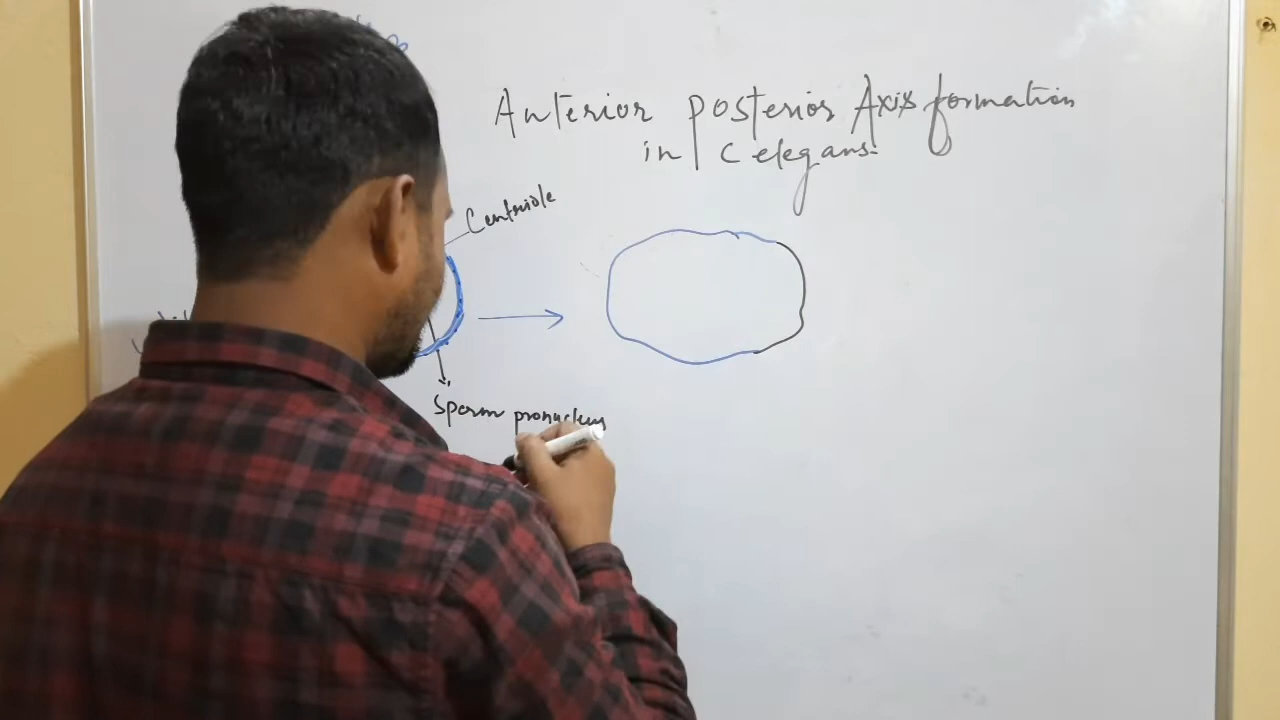 Anterior posterior Axis formation
in C elegans.
Centriole
Sperm pronucleus